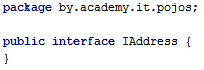 package by.academy.it.pojos;
public interface IAddress {
}